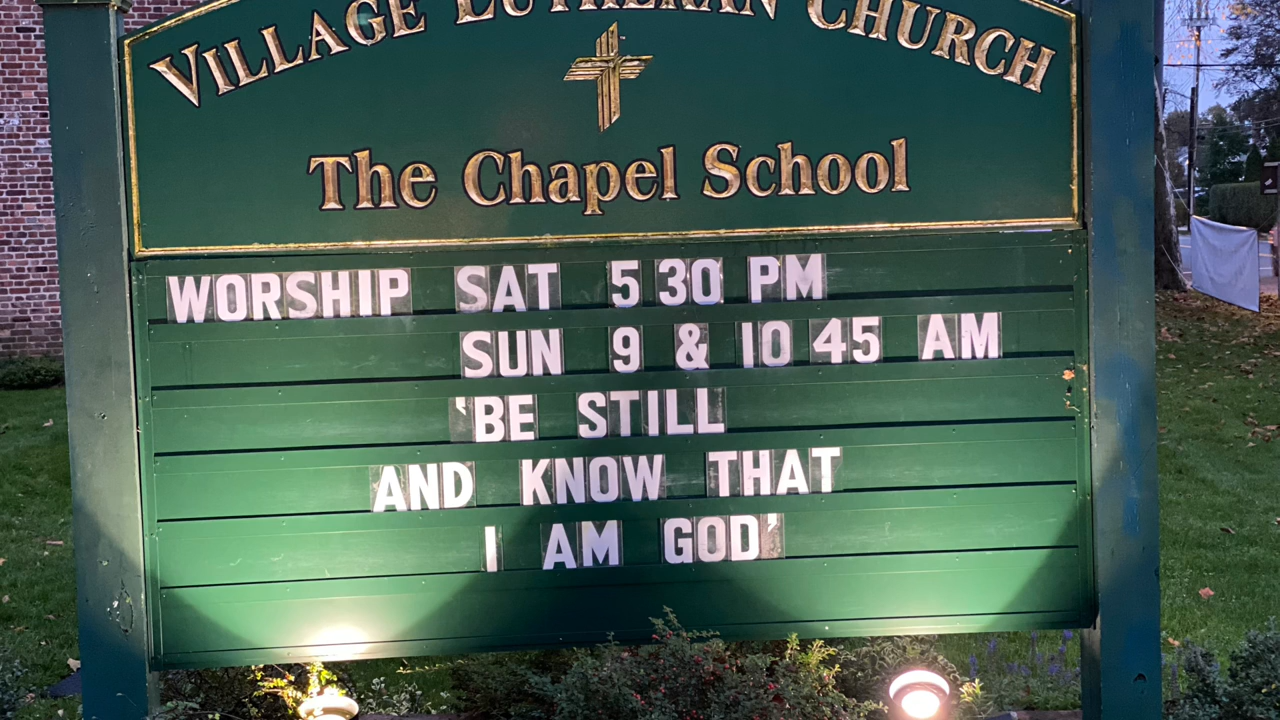 VILLAGE LUTHERAN CHURCH
The Chapel School
WORSHIP SAT 5 30 PM
SUN 9 & 10 45 AM
'BE STILL
AND KNOW THAT
I AM GOD'